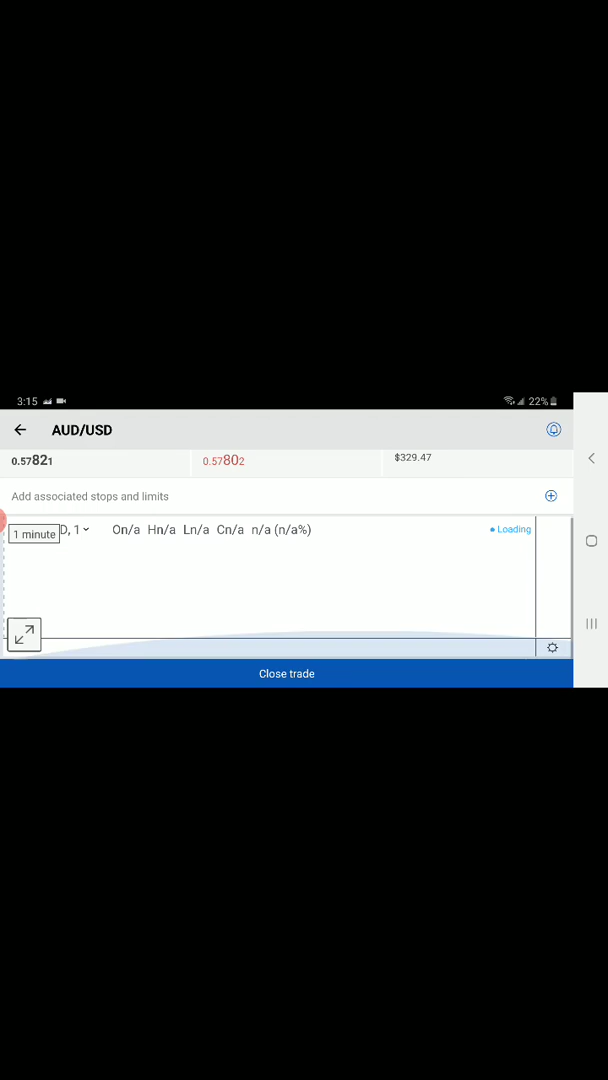 3:15 22%
AUD/USD
0.57821 0.57802 $329.47
Add associated stops and limits
1 minute D, 1 On/a Hn/a Ln/a Cn/a n/a (n/a%) Loading
Close trade